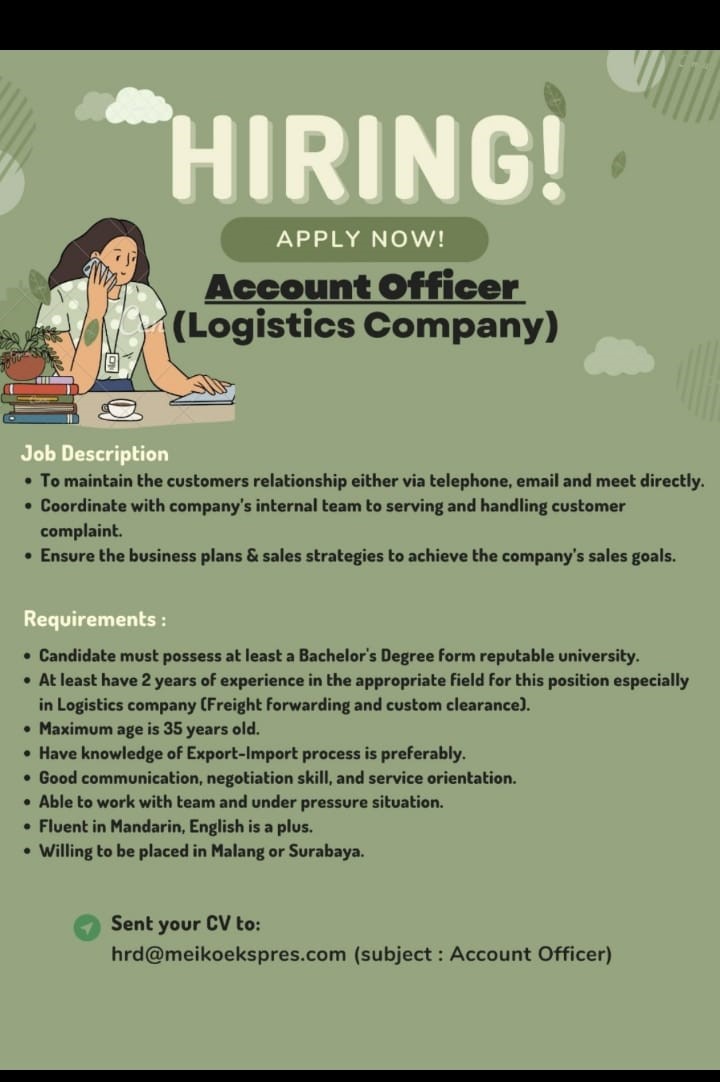 HIRING!
APPLY NOW!
Account Officer
(Logistics Company)
Job Description
• To maintain the customers relationship either via telephone, email and meet directly.
• Coordinate with company's internal team to serving and handling customer
complaint.
• Ensure the business plans & sales strategies to achieve the company's sales goals.
Requirements :
• Candidate must possess at least a Bachelor's Degree form reputable university.
• At least have 2 years of experience in the appropriate field for this position especially
in Logistics company (Freight forwarding and custom clearance).
• Maximum age is 35 years old.
• Have knowledge of Export-Import process is preferably.
• Good communication, negotiation skill, and service orientation.
• Able to work with team and under pressure situation.
• Fluent in Mandarin, English is a plus.
• Willing to be placed in Malang or Surabaya.
Sent your CV to:
hrd@meikoekspres.com (subject : Account Officer)